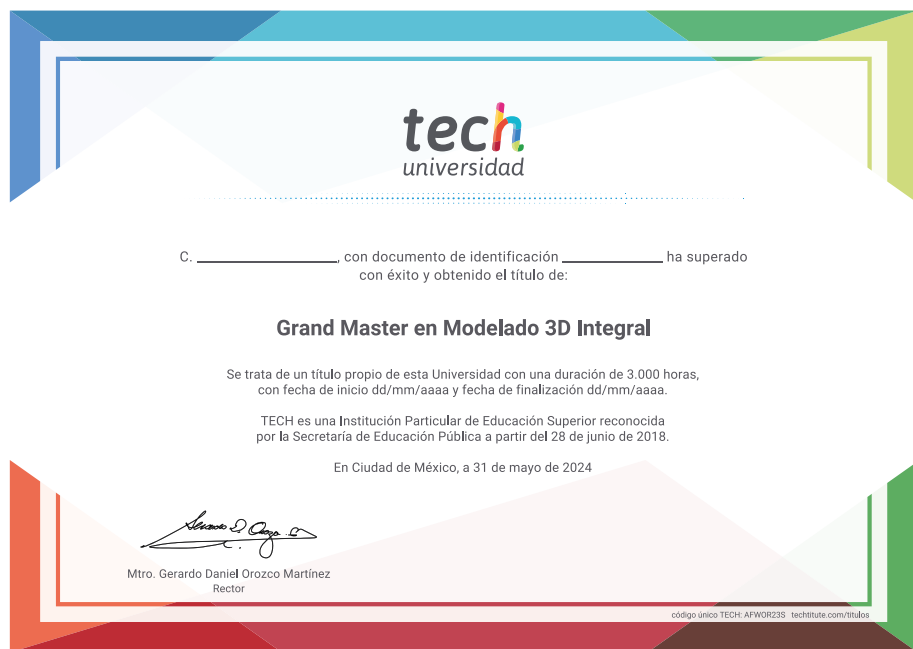 tech
universidad
C. ____________, con documento de identificación ____________ ha superado
con éxito y obtenido el título de:
Grand Master en Modelado 3D Integral
Se trata de un título propio de esta Universidad con una duración de 3.000 horas,
con fecha de inicio dd/mm/aaaa y fecha de finalización dd/mm/aaaa.
TECH es una Institución Particular de Educación Superior reconocida
por la Secretaría de Educación Pública a partir del 28 de junio de 2018.
En Ciudad de México, a 31 de mayo de 2024
Mtro. Gerardo Daniel Orozco Martínez
Rector
código único TECH: AFWOR23S techtitute.com/titulos